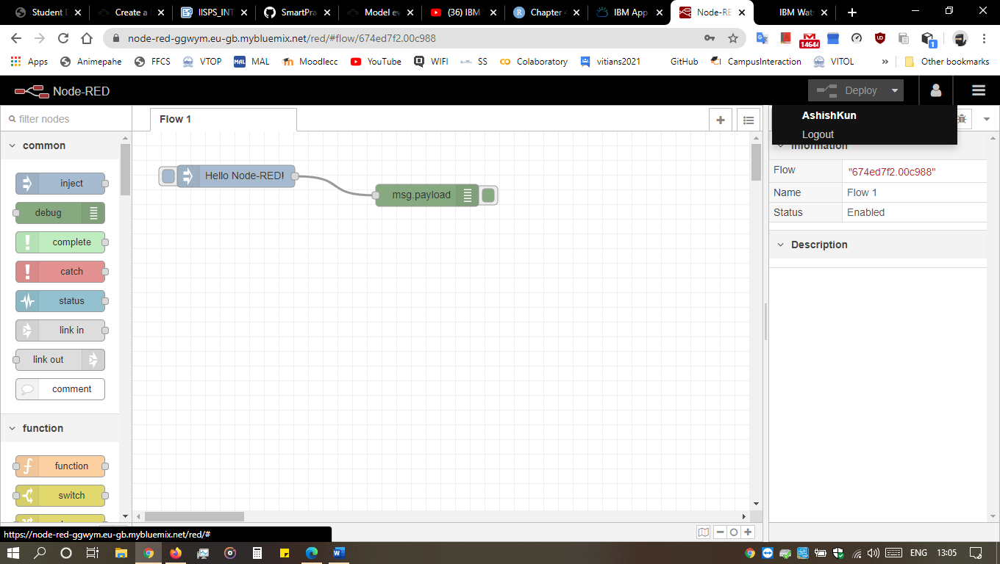 Student D
Create a
IISPS_INT
SmartPra
Model ev
(36) IBM
Chapter
IBM App
Node-RE
IBM Wats
node-red-ggwym.eu-gb.mybluemix.net/red/#flow/674ed7f2.00c988
14644
1
Apps
Animepahe
FFCS
VTOP
MAL
MAL
Moodlecc
YouTube
WIFI
SS
Colaboratory
vitians2021
GitHub
CampusInteraction
VITOL
»
Other bookmarks
Node-RED
Deploy
filter nodes
Flow 1
AshishKun
Logout
common
Information
inject
debug
complete
catch
status
link in
link out
comment
function
function
switch
Hello Node-RED!
msg.payload
Flow "674ed7f2.00c988"
Name Flow 1
Status Enabled
Description
https://node-red-ggwym.eu-gb.mybluemix.net/red/#
ENG 13:05